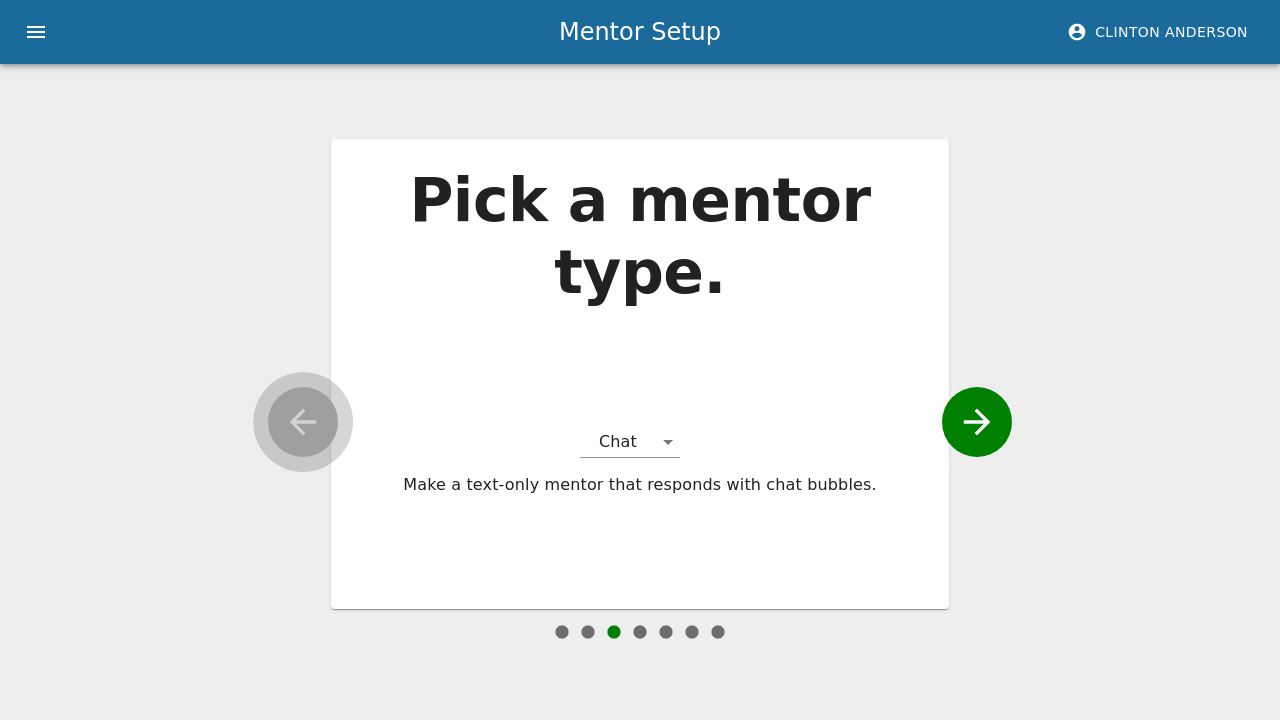 Mentor Setup
CLINTON ANDERSON
Pick a mentor
type.
Chat
Make a text-only mentor that responds with chat bubbles.